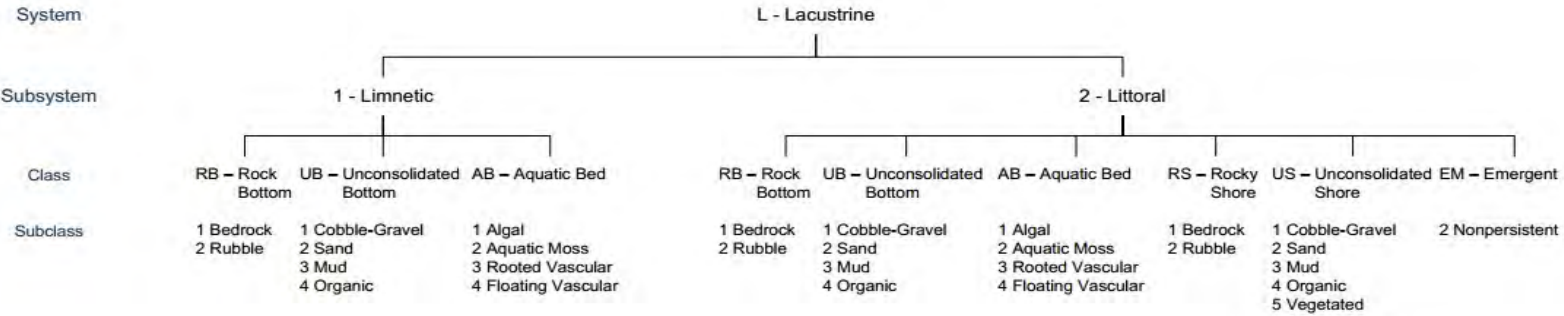 System L - Lacustrine
Subsystem 1 - Limnetic 2 - Littoral
Class RB – Rock Bottom UB – Unconsolidated Bottom AB – Aquatic Bed RB – Rock Bottom UB – Unconsolidated Bottom AB – Aquatic Bed RS – Rocky Shore US – Unconsolidated Shore EM – Emergent
Subclass 1 Bedrock 1 Cobble-Gravel 1 Algal 1 Bedrock 1 Cobble-Gravel 1 Algal 1 Bedrock 1 Cobble-Gravel 2 Nonpersistent
2 Rubble 2 Sand 2 Aquatic Moss 2 Rubble 2 Sand 2 Aquatic Moss 2 Rubble 2 Sand
3 Mud 3 Rooted Vascular 3 Mud 3 Rooted Vascular 3 Mud
4 Organic 4 Floating Vascular 4 Organic 4 Floating Vascular 4 Organic
5 Vegetated